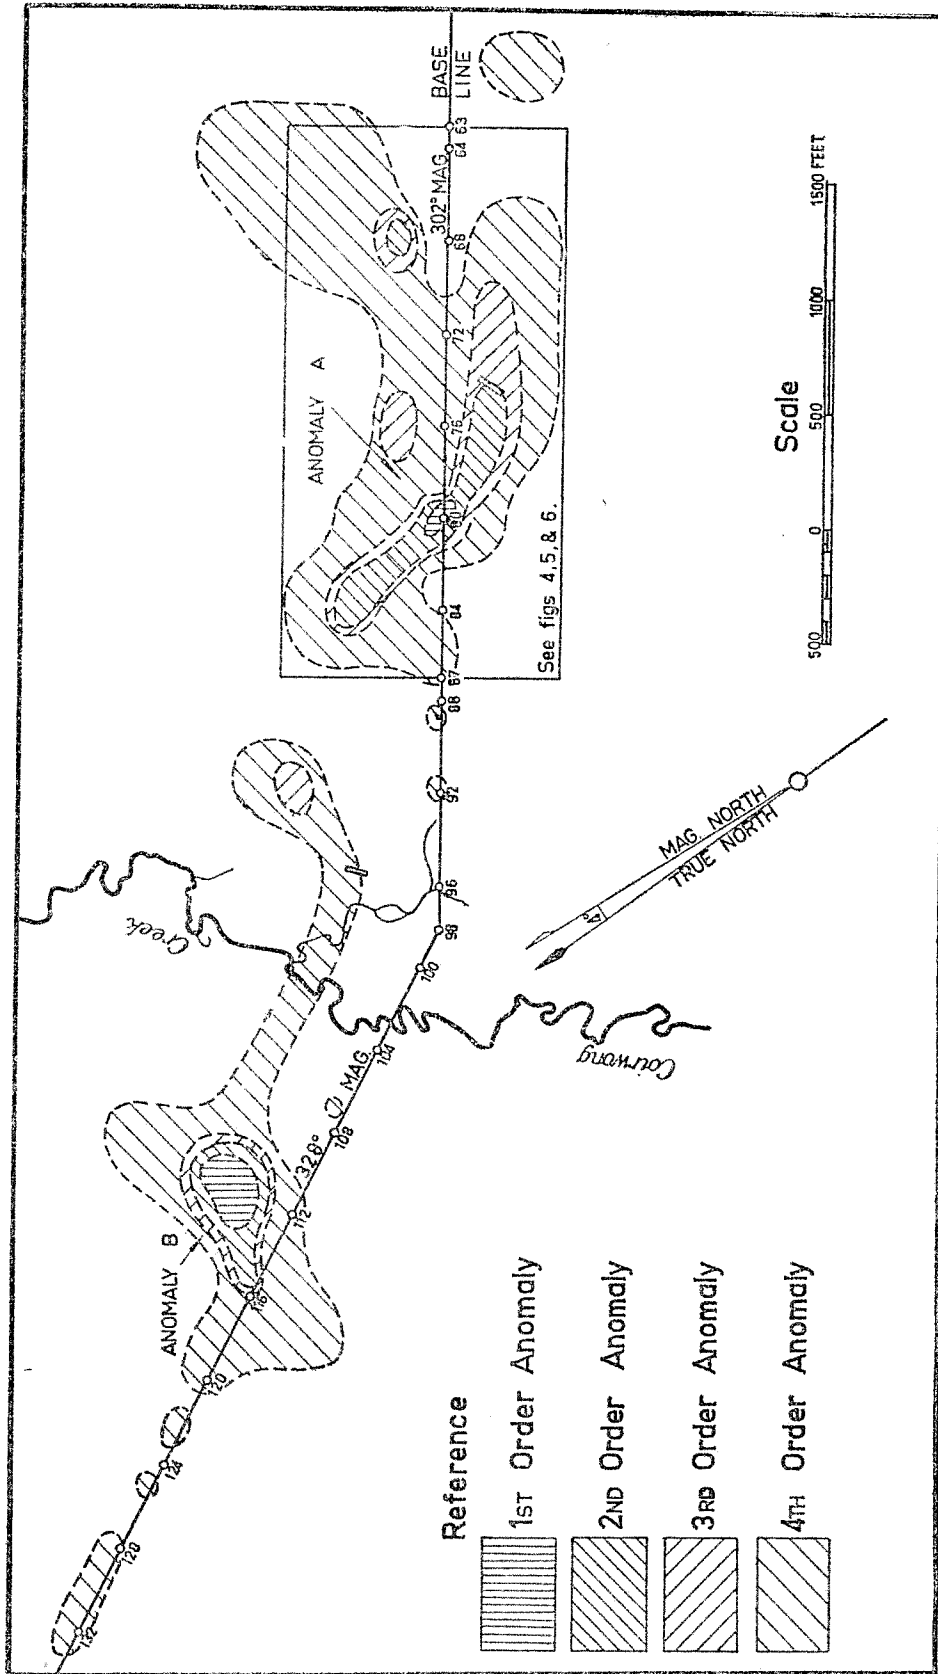 BASE
LINE
63
64
302° MAG.
68
72
76
80
84
87
88
92
96
98
100
104
108
112
116
120
124
128
132
ANOMALY A
See figs 4, 5, & 6.
Creek
Coirwong
328° MAG.
ANOMALY B
MAG. NORTH
TRUE NORTH
4°
Scale
500 0 500 1000 1500 FEET
Reference
1ST Order Anomaly
2ND Order Anomaly
3RD Order Anomaly
4TH Order Anomaly